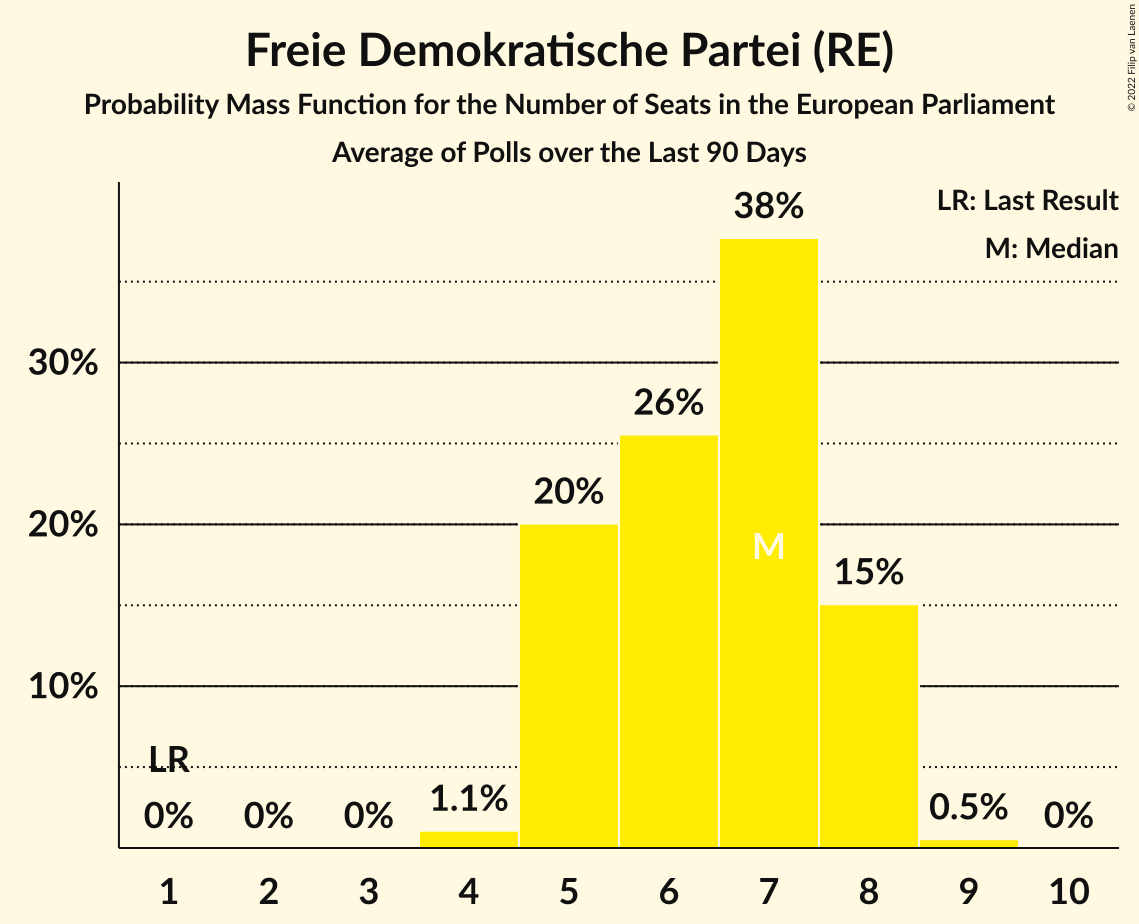 Freie Demokratische Partei (RE)
Probability Mass Function for the Number of Seats in the European Parliament
Average of Polls over the Last 90 Days
© 2022 Filip van Laenen
LR: Last Result
M: Median
38%
30%
26%
20%
20%
M
15%
10%
LR
0%
0%
0%
1.1%
0.5%
0%
1 2 3 4 5 6 7 8 9 10